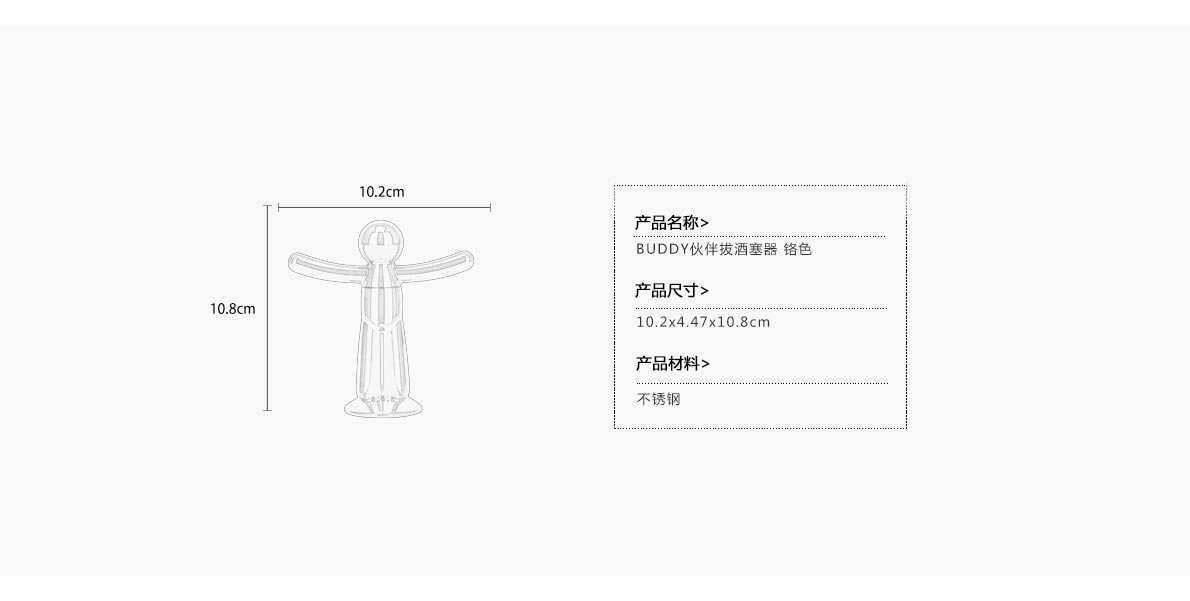 10.2cm
10.8cm
产品名称>
BUDDY伙伴拔酒塞器 铬色
产品尺寸>
10.2x4.47x10.8cm
产品材料>
不锈钢